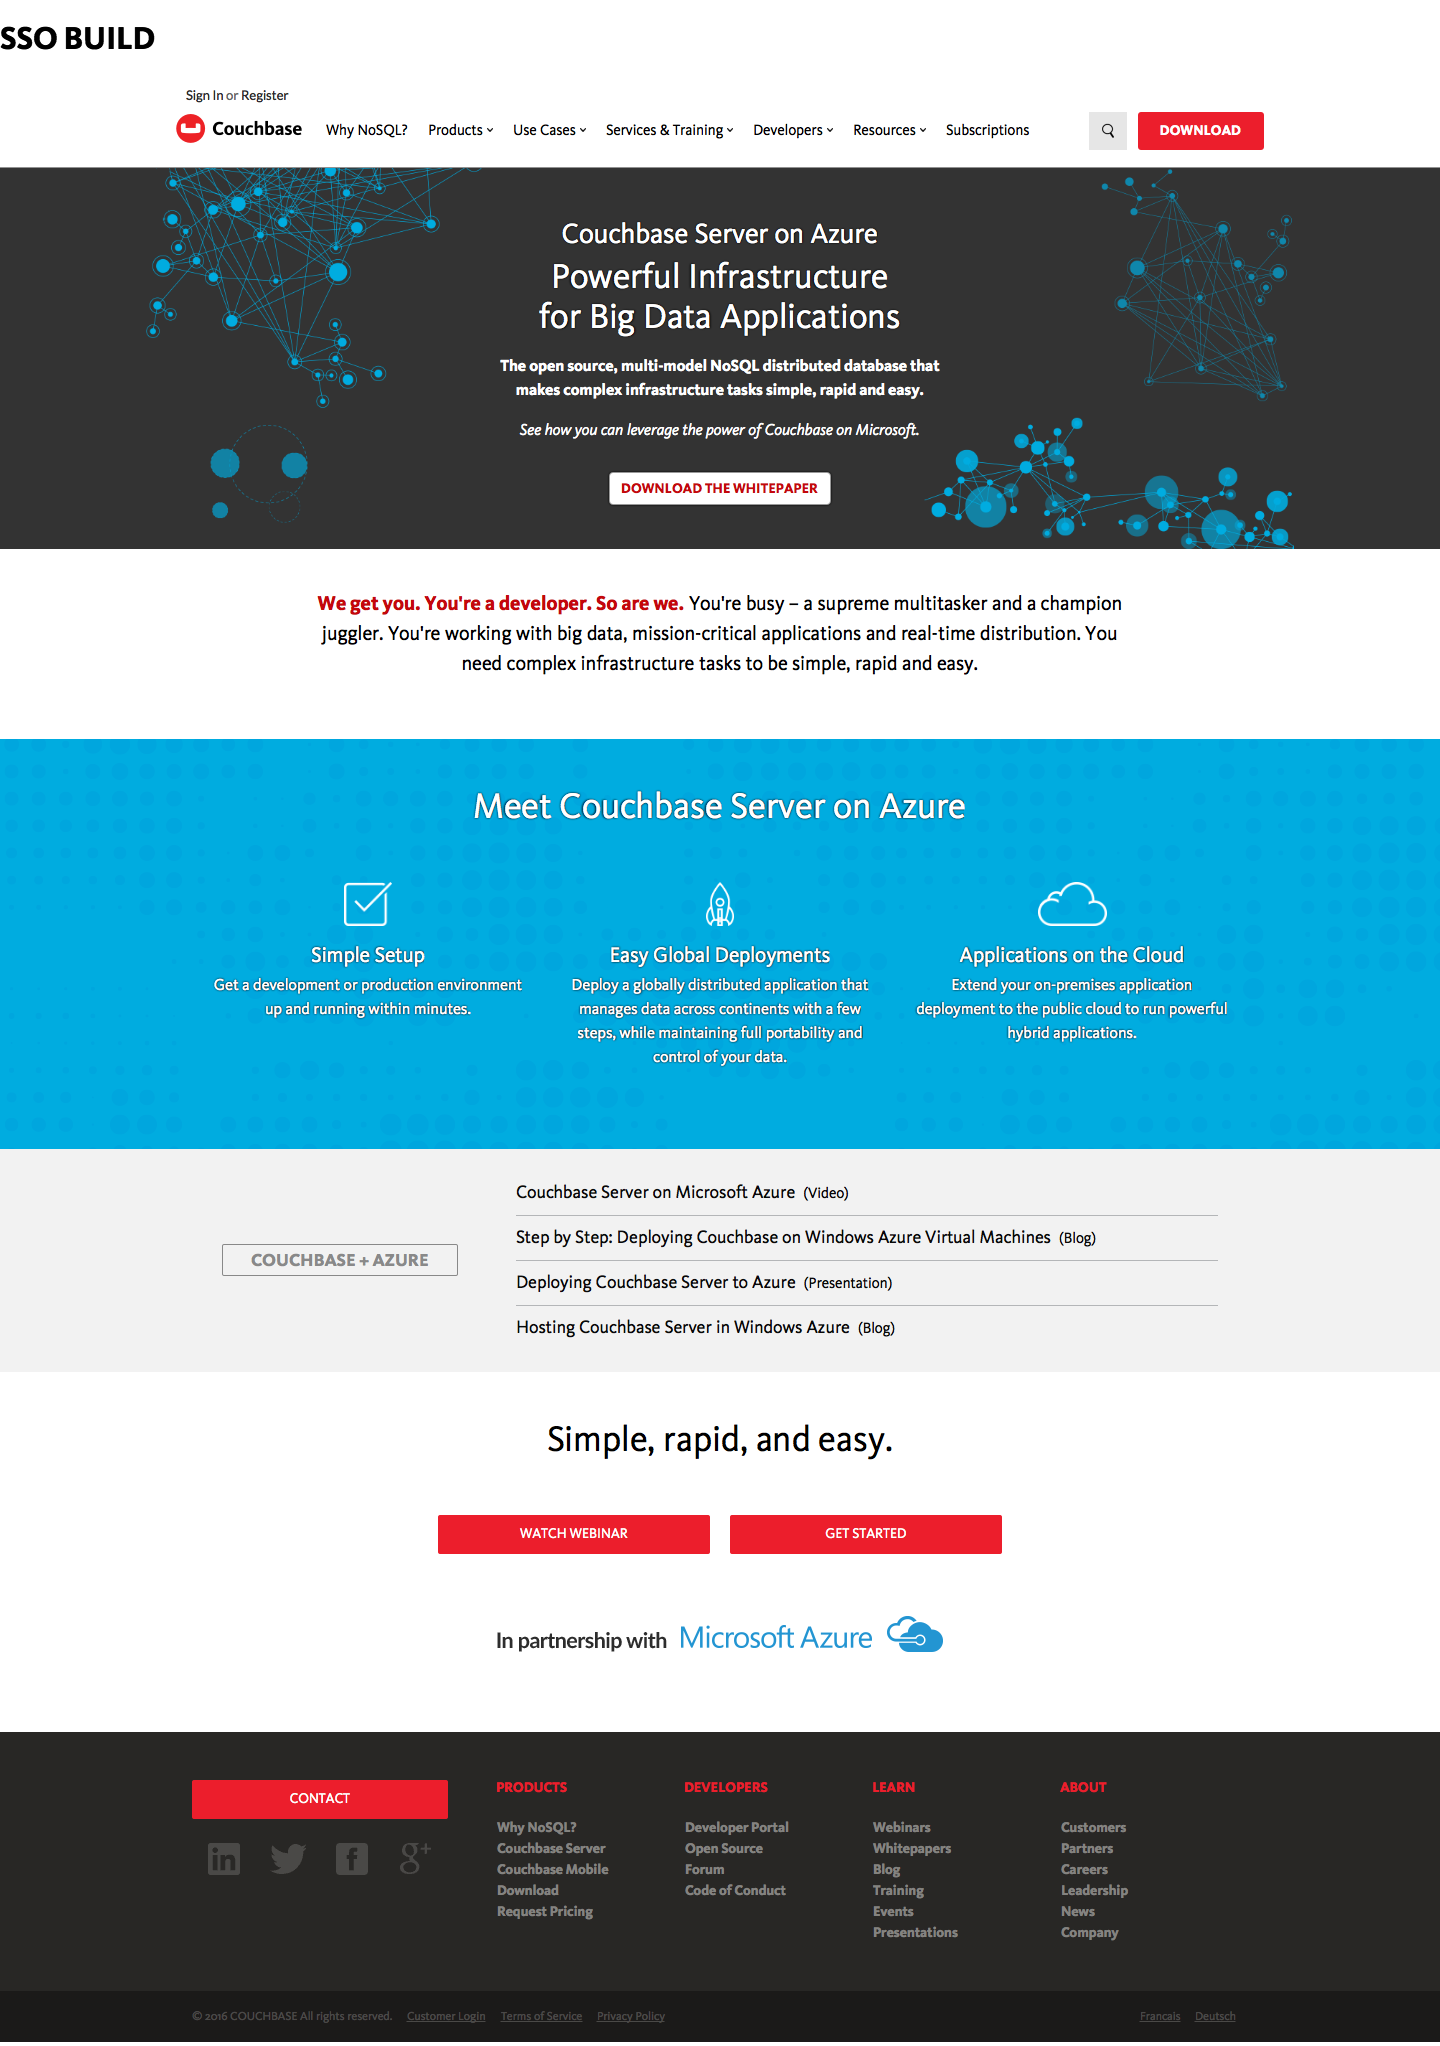 SSO BUILD
Sign In or Register
Couchbase Why NoSQL? Products Use Cases Services & Training Developers Resources Subscriptions DOWNLOAD
Couchbase Server on Azure
Powerful Infrastructure
for Big Data Applications
The open source, multi-model NoSQL distributed database that
makes complex infrastructure tasks simple, rapid and easy.
See how you can leverage the power of Couchbase on Microsoft.
DOWNLOAD THE WHITEPAPER
We get you. You're a developer. So are we. You're busy – a supreme multitasker and a champion
juggler. You're working with big data, mission-critical applications and real-time distribution. You
need complex infrastructure tasks to be simple, rapid and easy.
Meet Couchbase Server on Azure
Simple Setup
Get a development or production environment
up and running within minutes.
Easy Global Deployments
Deploy a globally distributed application that
manages data across continents with a few
steps, while maintaining full portability and
control of your data.
Applications on the Cloud
Extend your on-premises application
deployment to the public cloud to run powerful
hybrid applications.
COUCHBASE + AZURE
Couchbase Server on Microsoft Azure (Video)
Step by Step: Deploying Couchbase on Windows Azure Virtual Machines (Blog)
Deploying Couchbase Server to Azure (Presentation)
Hosting Couchbase Server in Windows Azure (Blog)
Simple, rapid, and easy.
WATCH WEBINAR
GET STARTED
In partnership with Microsoft Azure
CONTACT
in f g+
PRODUCTS
Why NoSQL?
Couchbase Server
Couchbase Mobile
Download
Request Pricing
DEVELOPERS
Developer Portal
Open Source
Forum
Code of Conduct
LEARN
Webinars
Whitepapers
Blog
Training
Events
Presentations
ABOUT
Customers
Partners
Careers
Leadership
News
Company
© 2016 COUCHBASE All rights reserved. Customer Login Terms of Service Privacy Policy Francais Deutsch